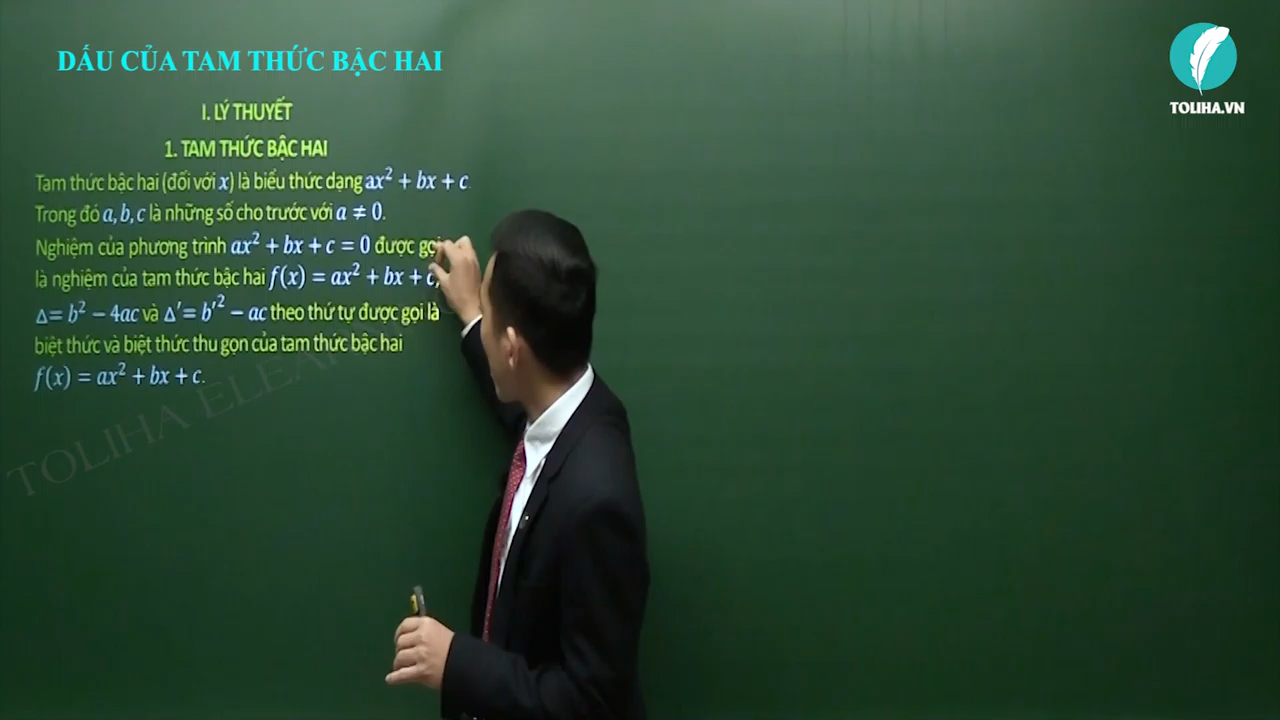 DẤU CỦA TAM THỨC BẬC HAI
TOLIHA.VN
I. LÝ THUYẾT
1. TAM THỨC BẬC HAI
Tam thức bậc hai (đối với x) là biểu thức dạng ax² + bx + c.
Trong đó a, b, c là những số cho trước với a ≠ 0.
Nghiệm của phương trình ax² + bx + c = 0 được gọi
là nghiệm của tam thức bậc hai f(x) = ax² + bx + c,
Δ= b² − 4ac và Δ′= b′² − ac theo thứ tự được gọi là
biệt thức và biệt thức thu gọn của tam thức bậc hai
f(x) = ax² + bx + c.
TOLIHA